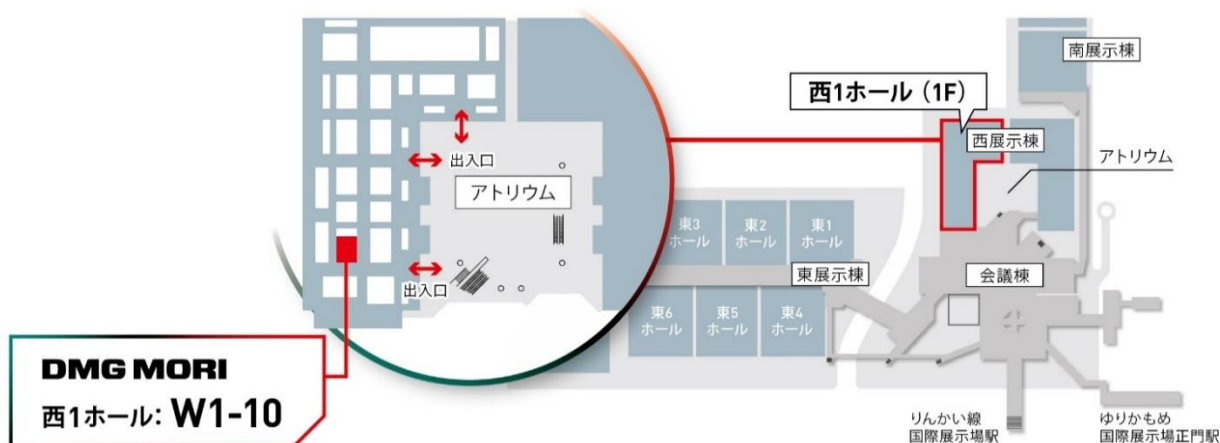 南展示棟
西1ホール（1F）
西展示棟
アトリウム
出入口
アトリウム
出入口
東3
ホール
東2
ホール
東1
ホール
東展示棟
会議棟
東6
ホール
東5
ホール
東4
ホール
DMG MORI
西1ホール: W1-10
りんかい線
国際展示場駅
ゆりかもめ
国際展示場正門駅